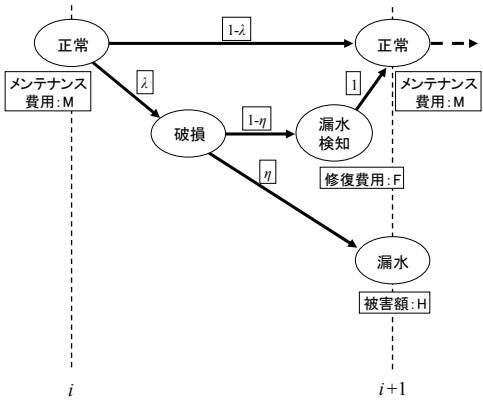 正常
1-λ
正常
メンテナンス
費用:M
λ
1
メンテナンス
費用:M
破損
1-η
漏水
検知
修復費用:F
η
漏水
被害額:H
i
i+1